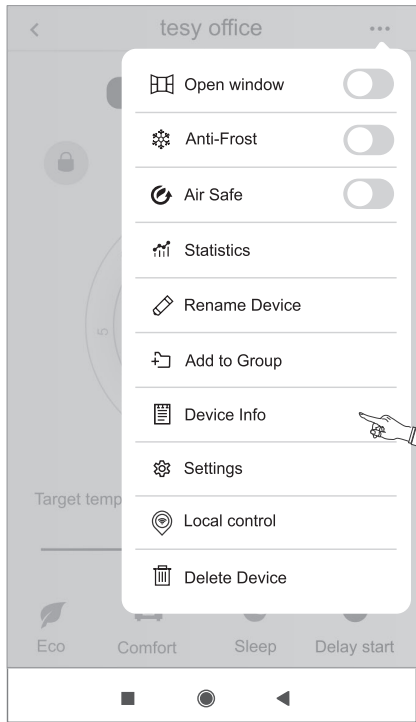 tesy office
Open window
Anti-Frost
Air Safe
Statistics
Rename Device
5
Add to Group
Device Info
Settings
Target temp
Local control
Delete Device
Eco Comfort Sleep Delay start